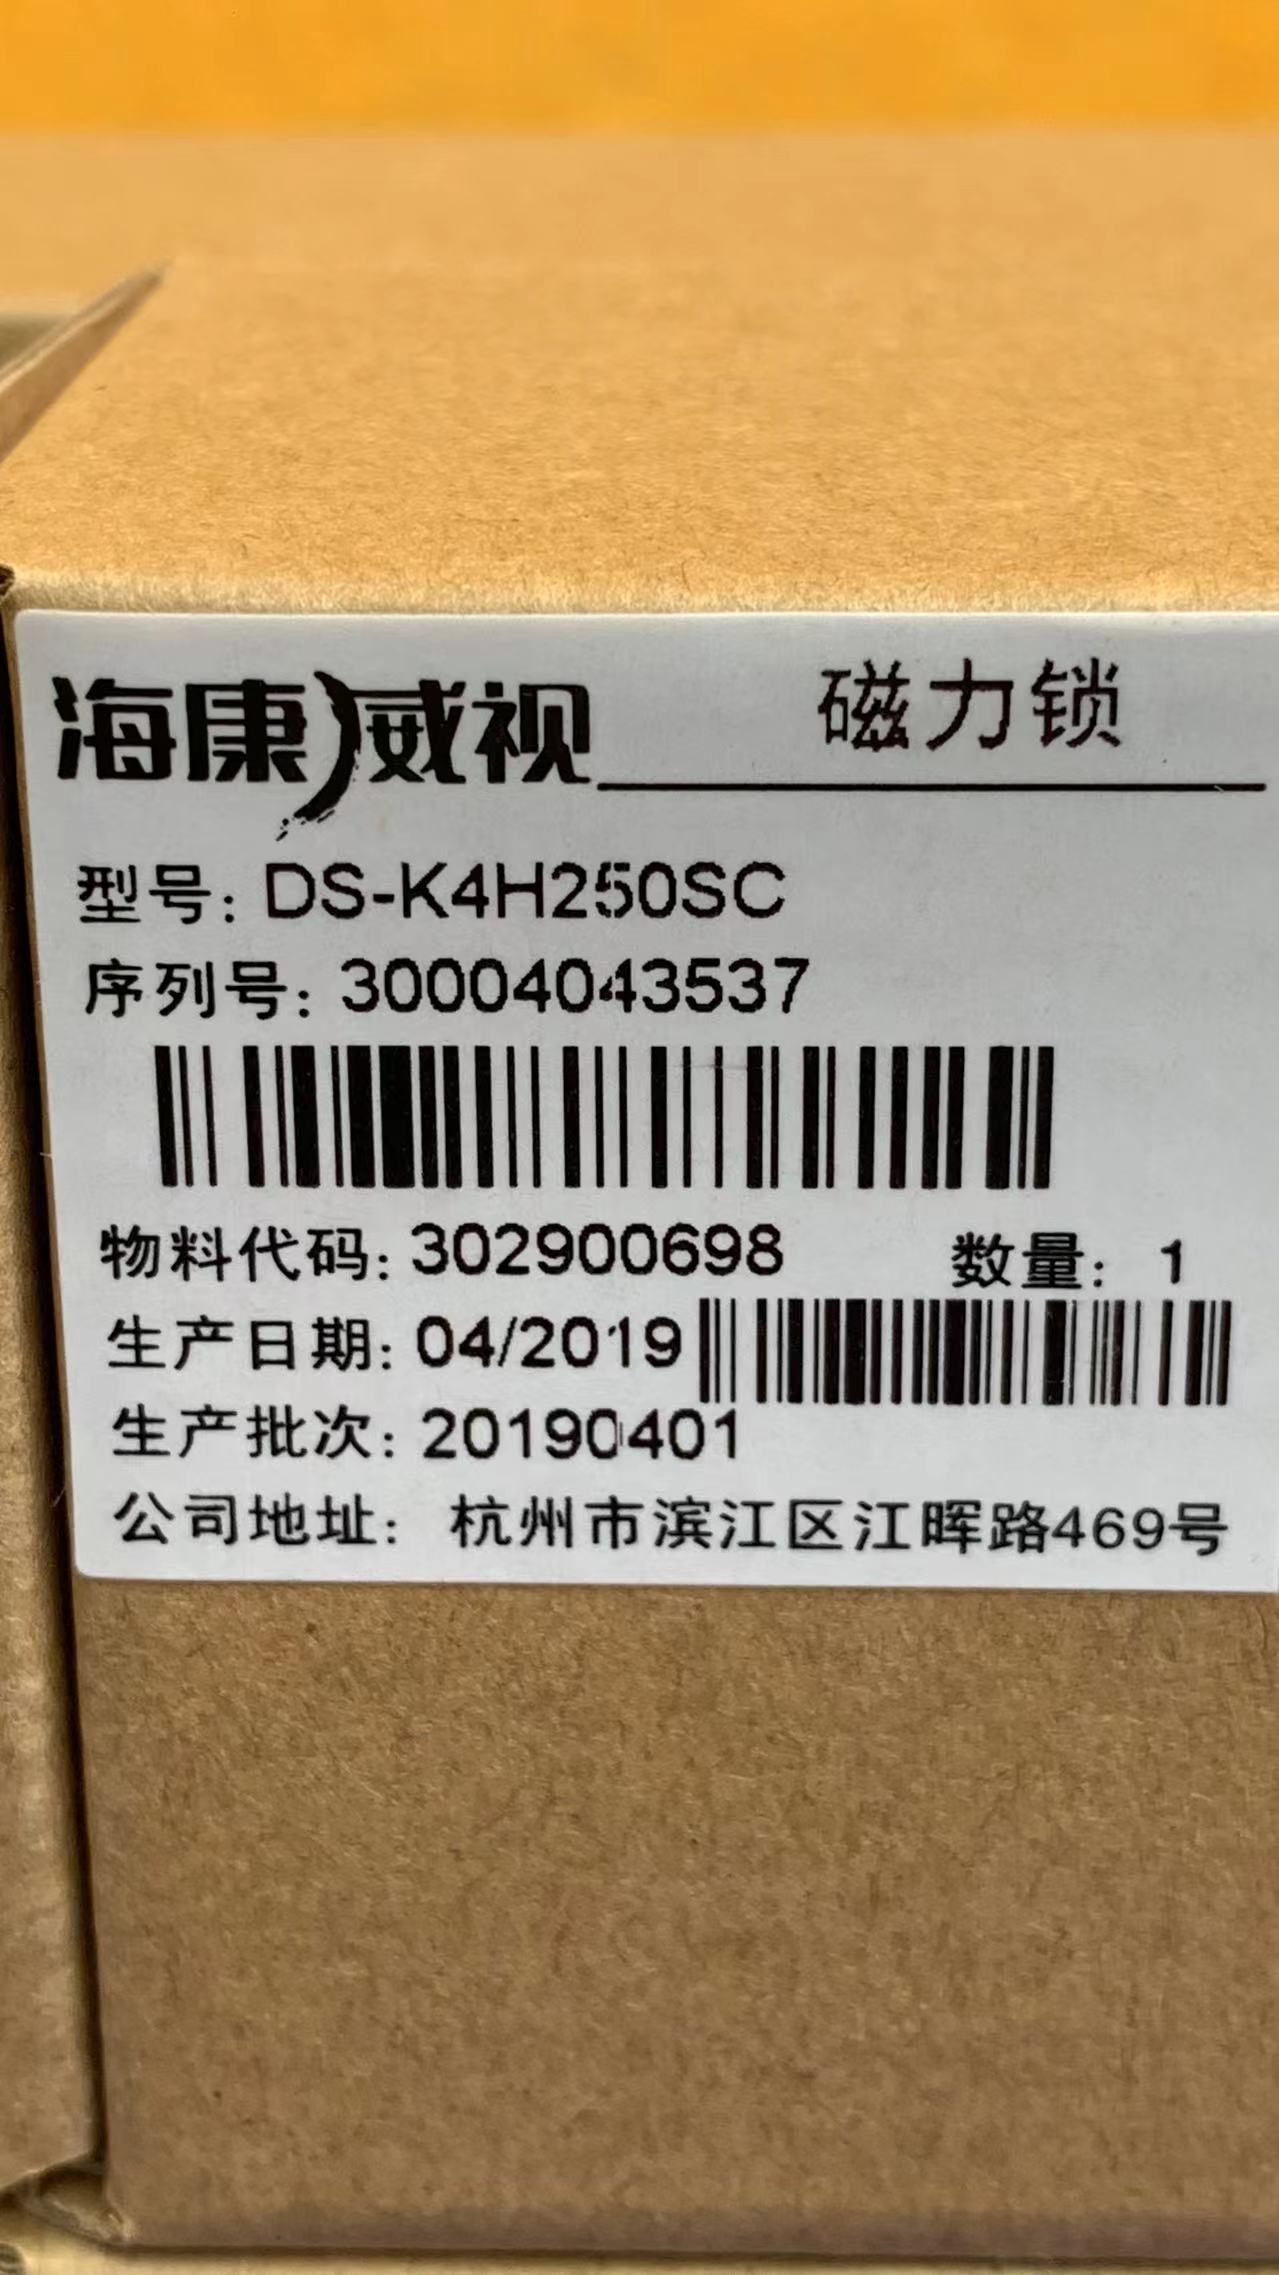 海康威视 磁力锁
型号: DS-K4H250SC
序列号: 30004043537
物料代码: 302900698 数量: 1
生产日期: 04/2019
生产批次: 20190401
公司地址: 杭州市滨江区江晖路469号